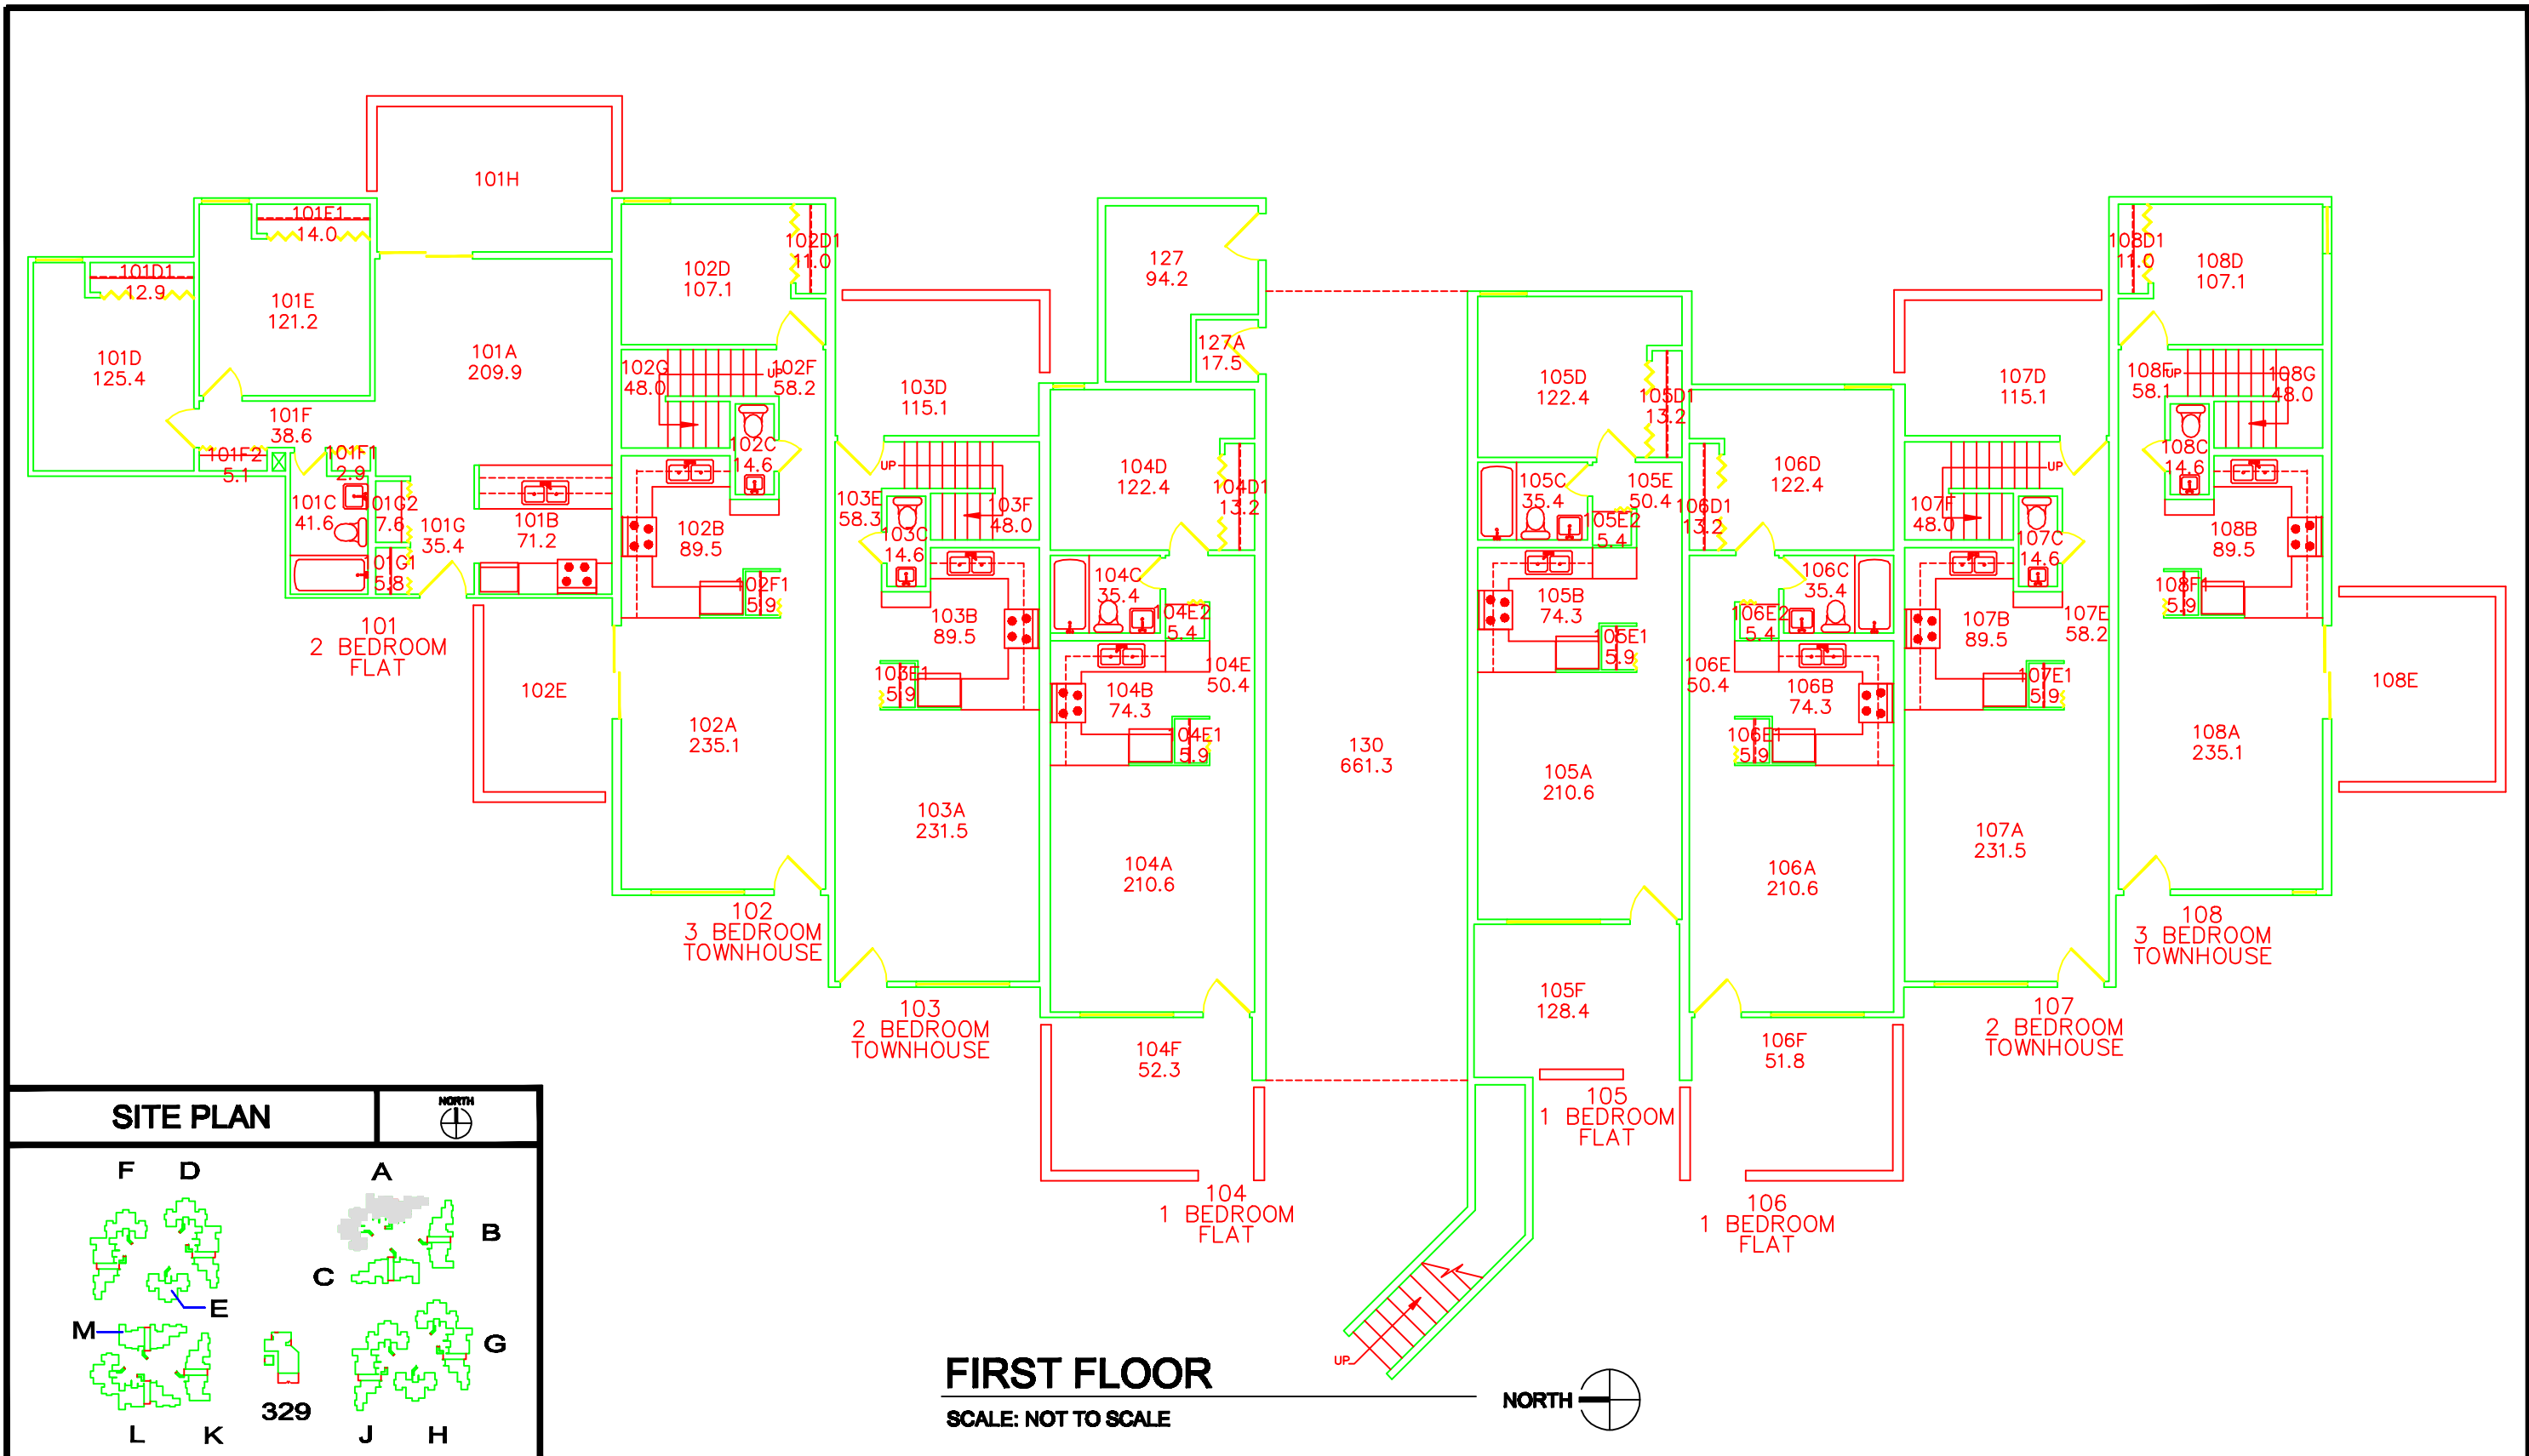 101H
101E1
14.0
101D1
12.9
101E
121.2
101D
125.4
101A
209.9
101F
38.6
101F2
5.1
101F1
2.9
101C
41.6
101G2
7.6
101G
35.4
101G1
5.8
101B
71.2
101
2 BEDROOM
FLAT
102D
107.1
102D1
11.0
102G
48.0
UP
102F
58.2
102C
14.6
102B
89.5
102F1
5.9
102E
102A
235.1
102
3 BEDROOM
TOWNHOUSE
103D
115.1
UP
103E
58.3
103F
48.0
103C
14.6
103B
89.5
103E1
5.9
103A
231.5
103
2 BEDROOM
TOWNHOUSE
127
94.2
127A
17.5
104D
122.4
104D1
13.2
104C
35.4
104E2
5.4
104E
50.4
104B
74.3
104E1
5.9
104A
210.6
104F
52.3
104
1 BEDROOM
FLAT
130
661.3
105D
122.4
105D1
13.2
105C
35.4
105E
50.4
105E2
5.4
105B
74.3
105E1
5.9
105A
210.6
105F
128.4
105
1 BEDROOM
FLAT
UP
106D
122.4
106D1
13.2
106C
35.4
106E2
5.4
106E
50.4
106B
74.3
106E1
5.9
106A
210.6
106F
51.8
106
1 BEDROOM
FLAT
107D
115.1
UP
107F
48.0
107C
14.6
107B
89.5
107E
58.2
107E1
5.9
107A
231.5
107
2 BEDROOM
TOWNHOUSE
108D1
11.0
108D
107.1
108F
58.1
UP
108G
48.0
108C
14.6
108B
89.5
108F1
5.9
108A
235.1
108E
108
3 BEDROOM
TOWNHOUSE
SITE PLAN
NORTH
F D A
B
C
E
M
G
329
L K J H
FIRST FLOOR
SCALE: NOT TO SCALE
NORTH